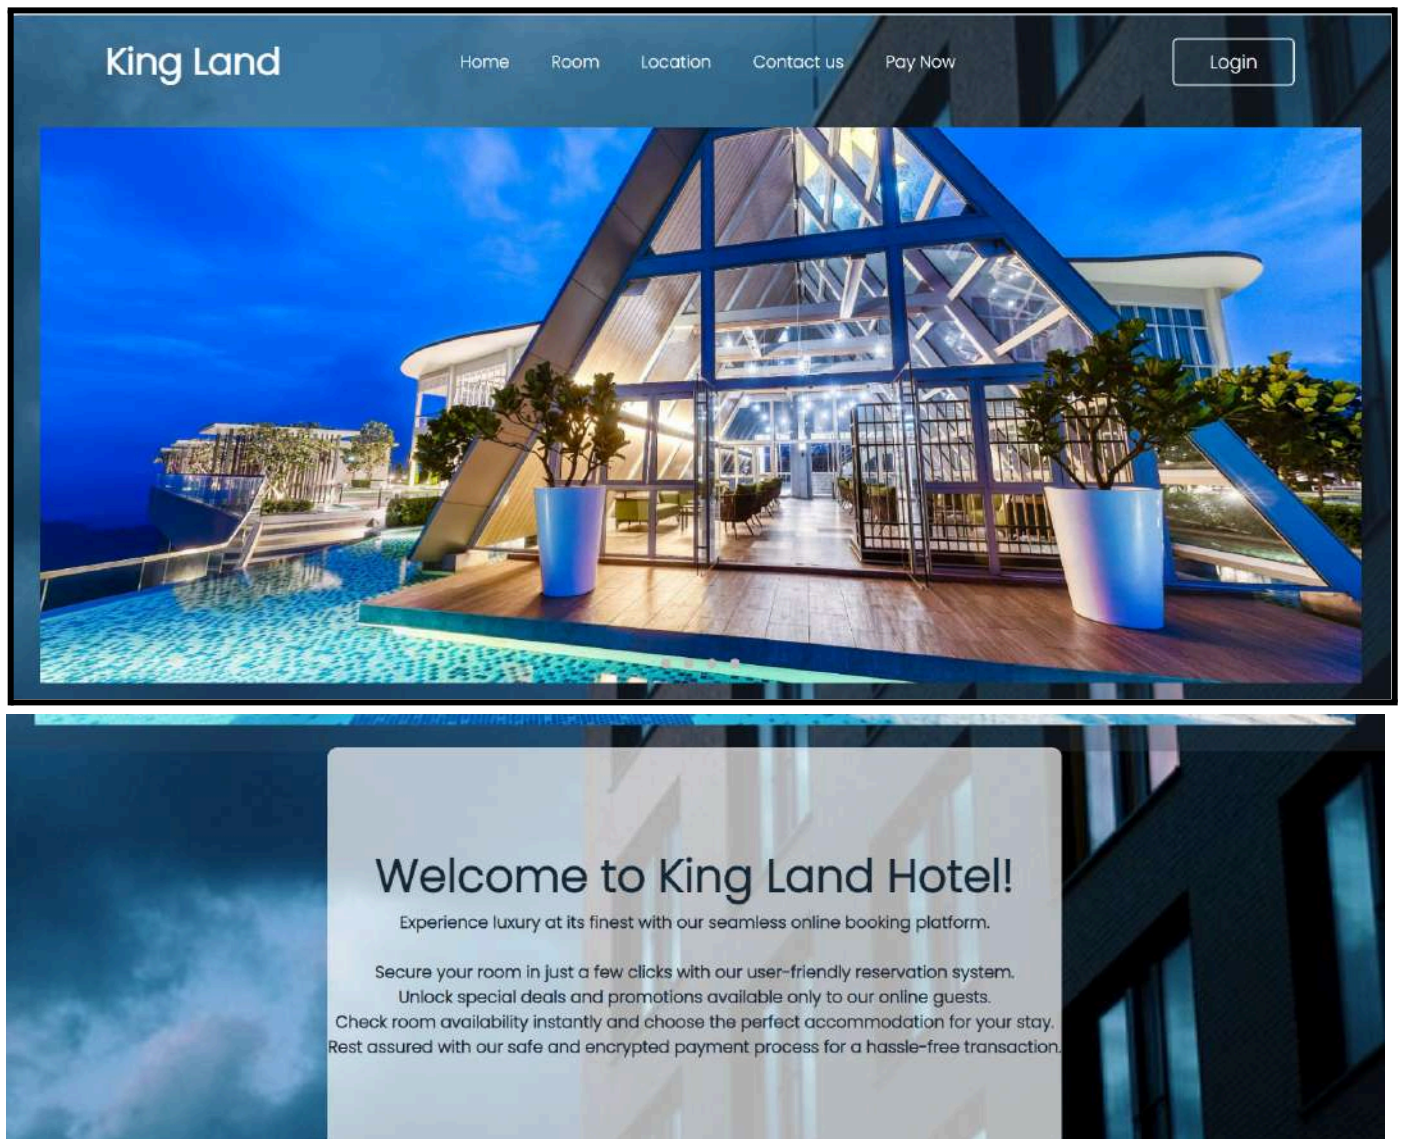 King Land
Home Room Location Contact us Pay Now Login
Welcome to King Land Hotel!
Experience luxury at its finest with our seamless online booking platform.
Secure your room in just a few clicks with our user-friendly reservation system.
Unlock special deals and promotions available only to our online guests.
Check room availability instantly and choose the perfect accommodation for your stay.
Rest assured with our safe and encrypted payment process for a hassle-free transaction.